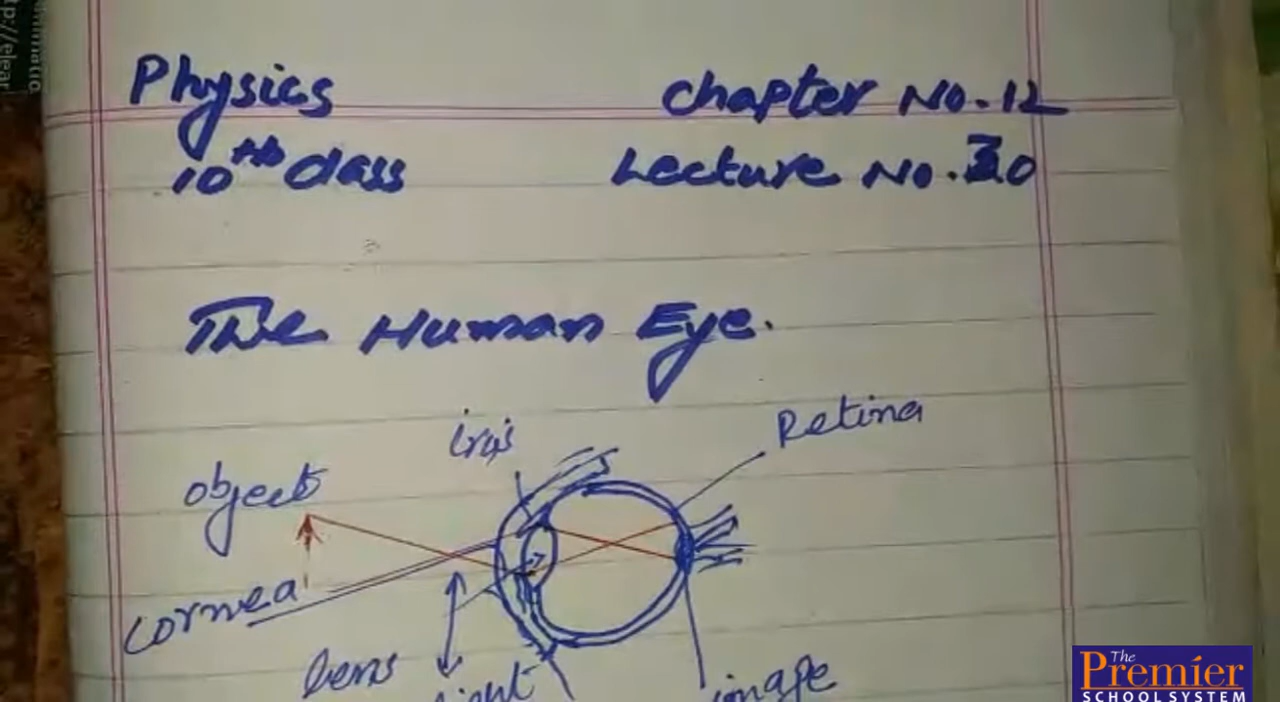 Physics
chapter No. 12
10th class
Lecture No. 30
The Human Eye.
iris
Retina
object
cornea
lens
image
The
Premier
SCHOOL SYSTEM